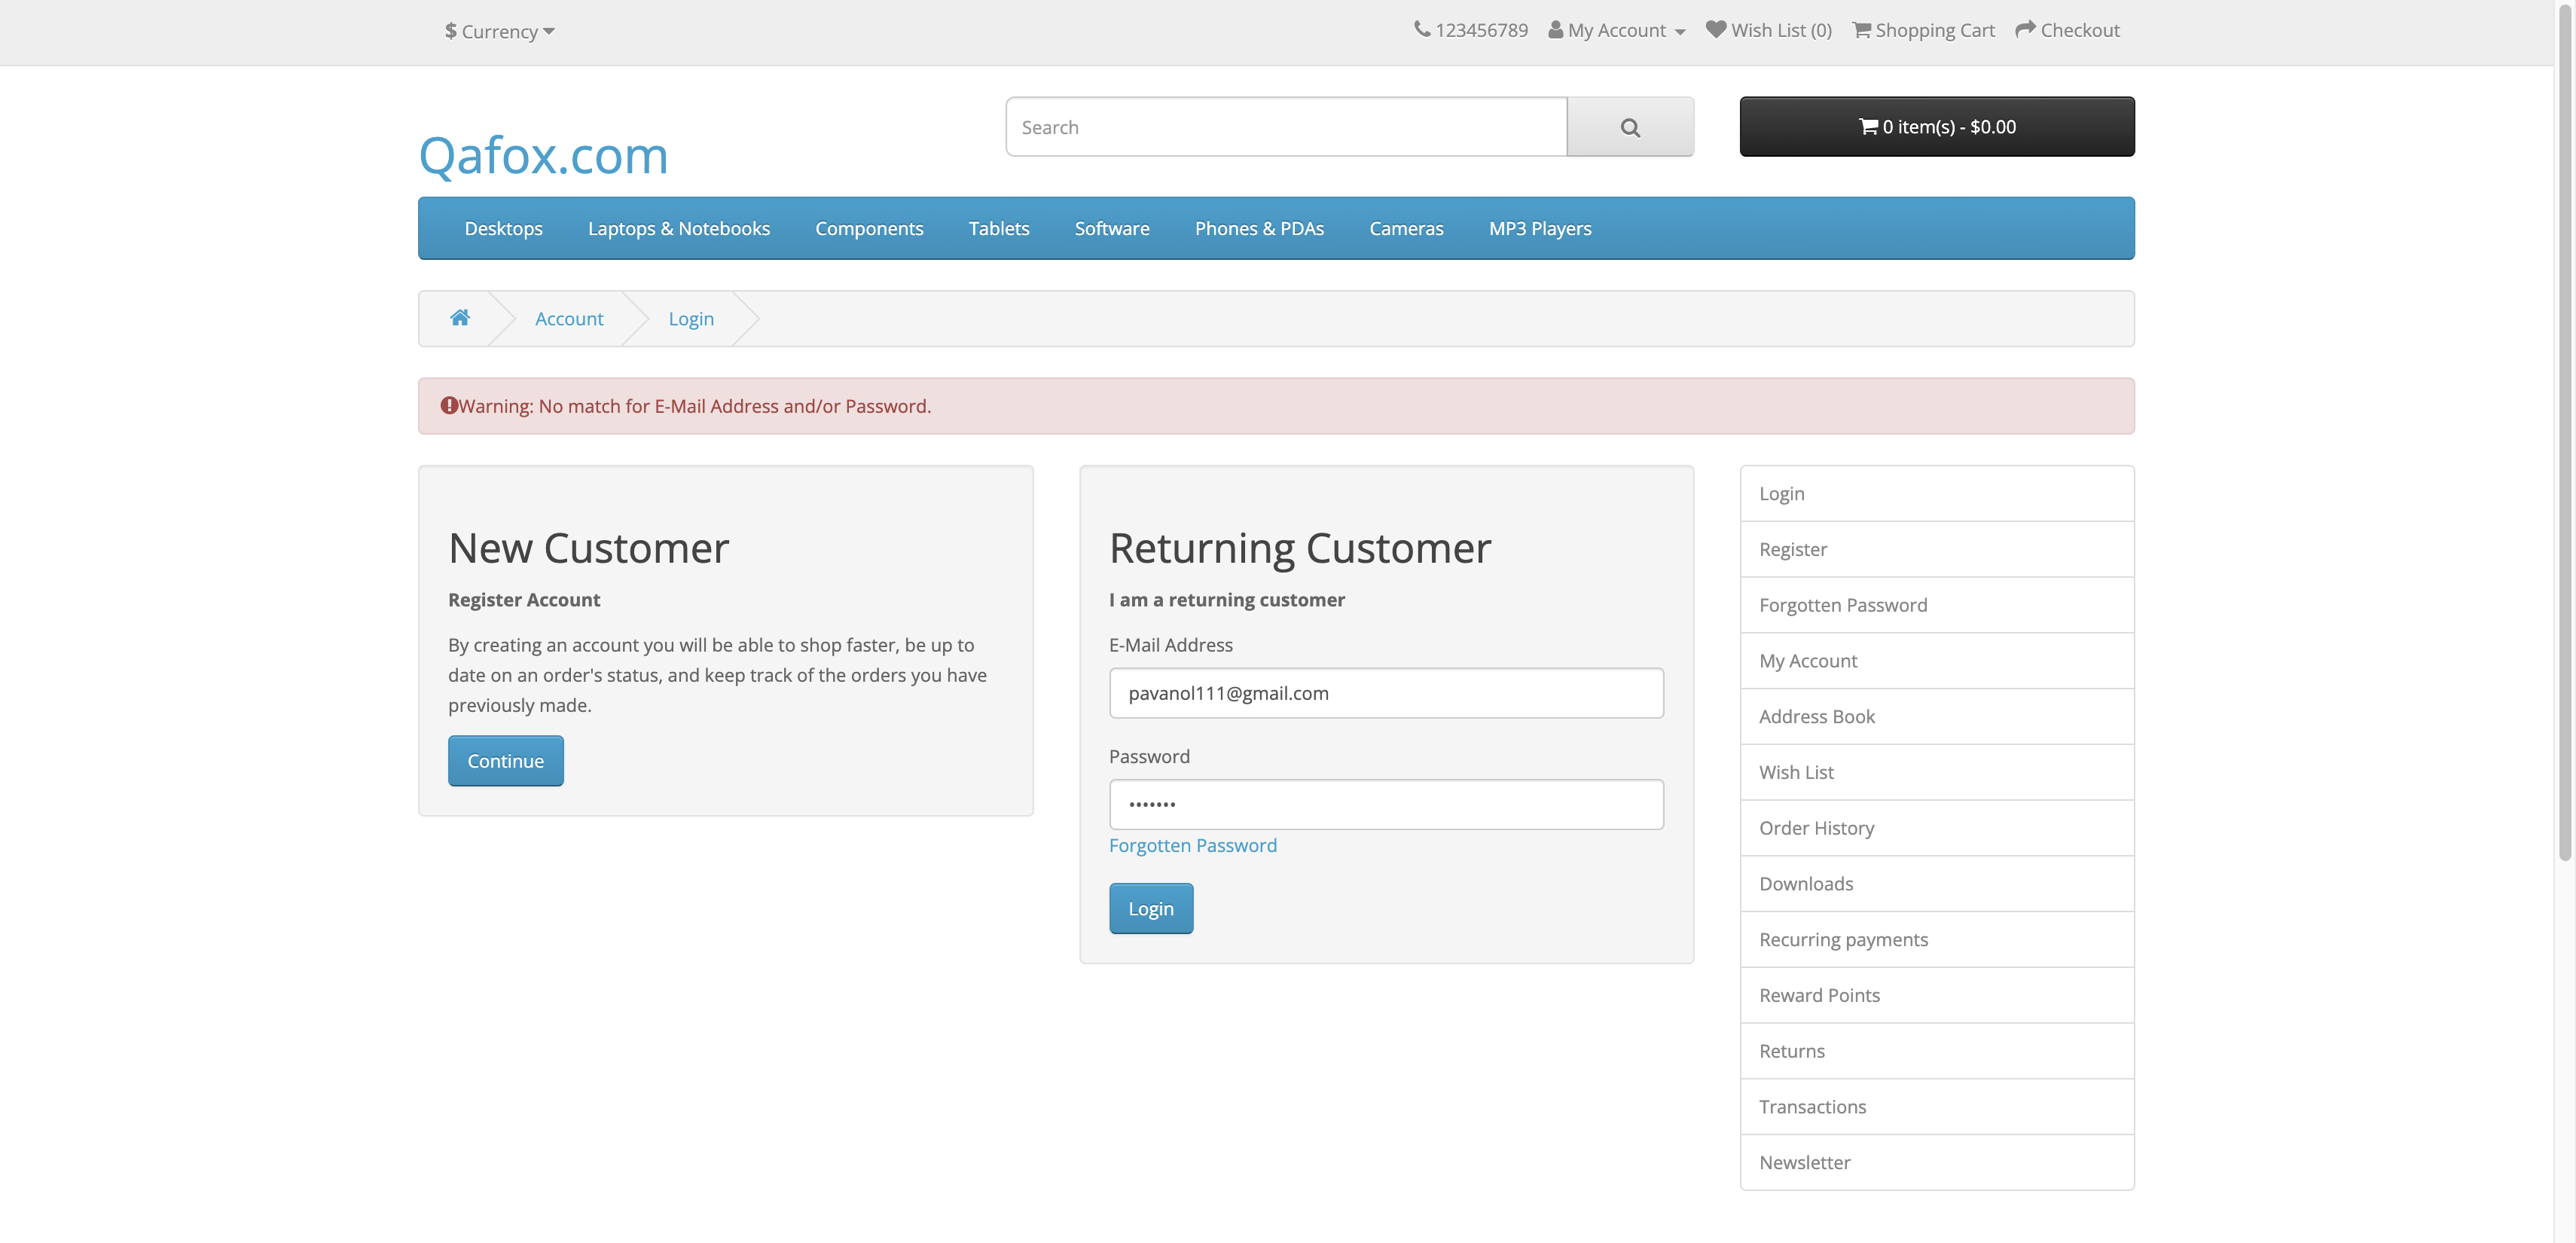 $ Currency
123456789 My Account Wish List (0) Shopping Cart Checkout
Qafox.com
Search
0 item(s) - $0.00
Desktops Laptops & Notebooks Components Tablets Software Phones & PDAs Cameras MP3 Players
Account Login
Warning: No match for E-Mail Address and/or Password.
New Customer
Register Account
By creating an account you will be able to shop faster, be up to
date on an order's status, and keep track of the orders you have
previously made.
Continue
Returning Customer
I am a returning customer
E-Mail Address
pavanol111@gmail.com
Password
•••••••
Forgotten Password
Login
Login
Register
Forgotten Password
My Account
Address Book
Wish List
Order History
Downloads
Recurring payments
Reward Points
Returns
Transactions
Newsletter